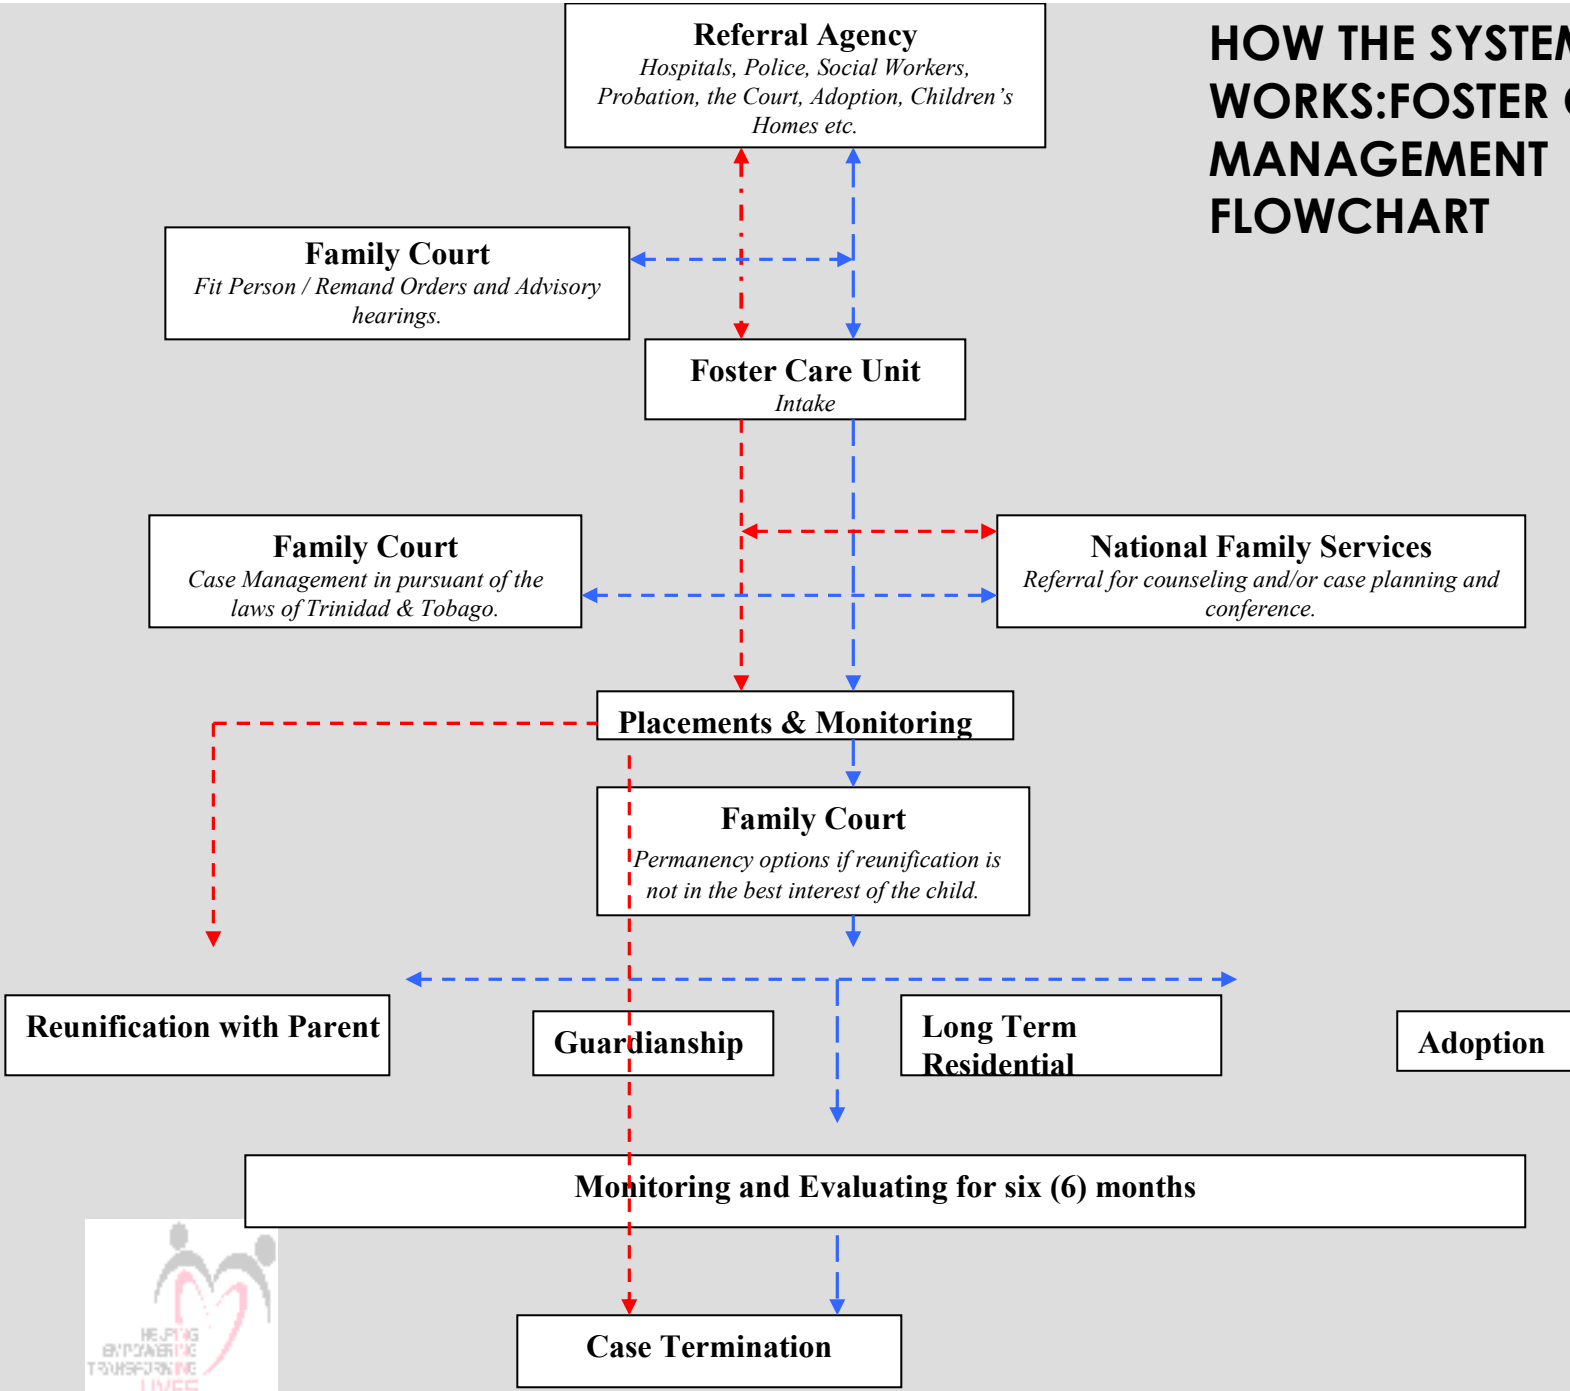 HOW THE SYSTEM
WORKS:FOSTER
MANAGEMENT
FLOWCHART
Referral Agency
Hospitals, Police, Social Workers,
Probation, the Court, Adoption, Children’s
Homes etc.
Family Court
Fit Person / Remand Orders and Advisory
hearings.
Foster Care Unit
Intake
Family Court
Case Management in pursuant of the
laws of Trinidad & Tobago.
National Family Services
Referral for counseling and/or case planning and
conference.
Placements & Monitoring
Family Court
Permanency options if reunification is
not in the best interest of the child.
Reunification with Parent
Guardianship
Long Term
Residential
Adoption
Monitoring and Evaluating for six (6) months
Case Termination
HELPING
EMPOWERING
TRANSFORMING
LIVES